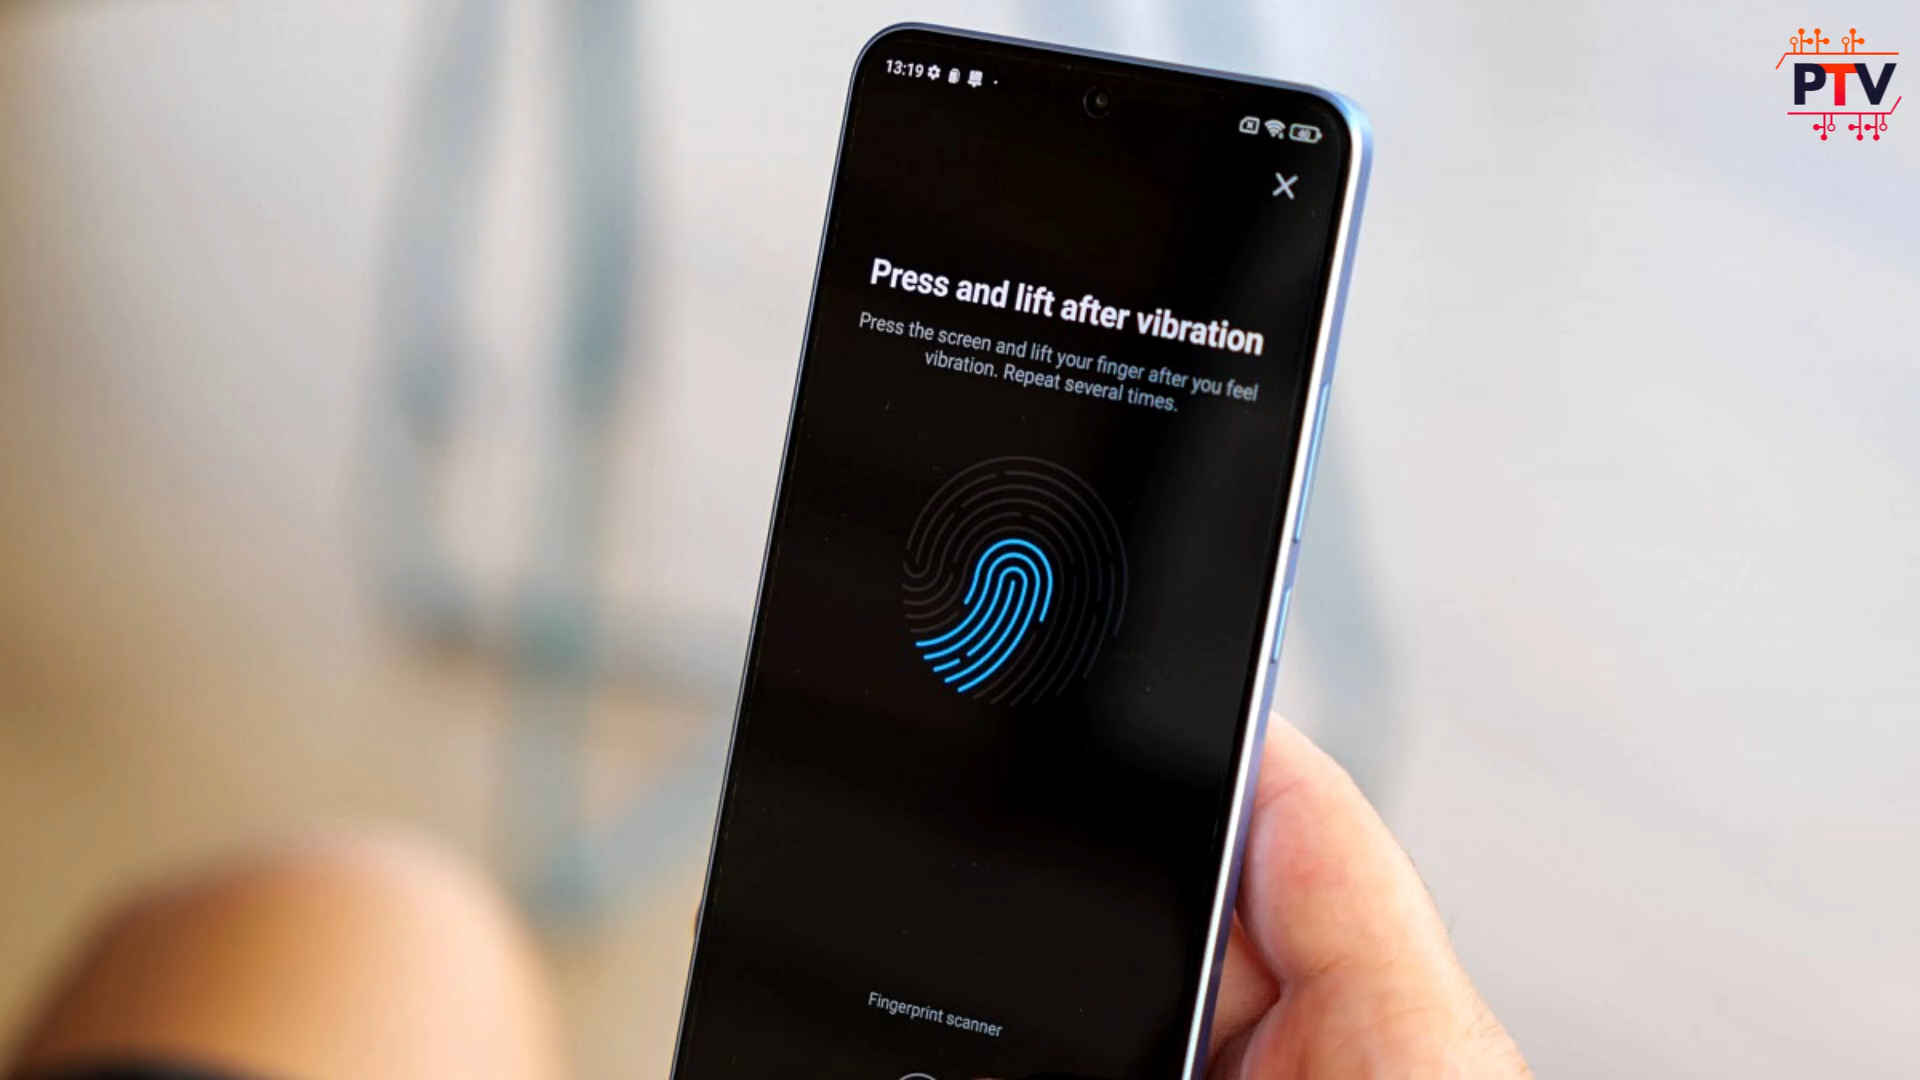 PTV
13:19
40
Press and lift after vibration
Press the screen and lift your finger after you feel
vibration. Repeat several times.
Fingerprint scanner